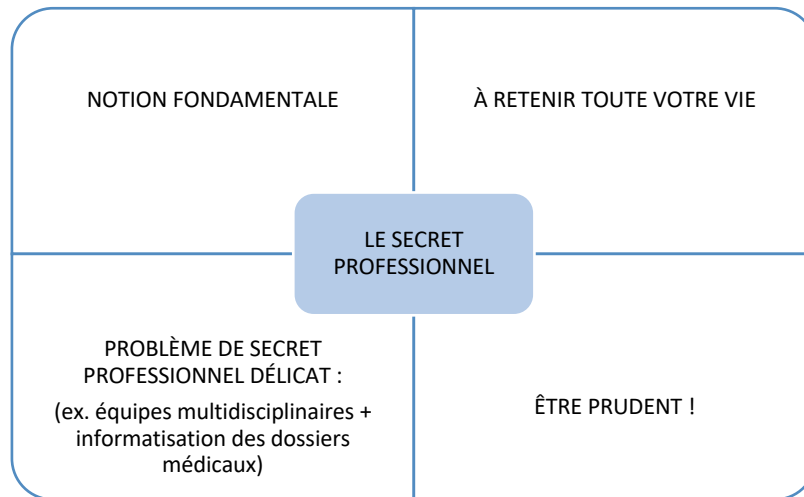 NOTION FONDAMENTALE
À RETENIR TOUTE VOTRE VIE
LE SECRET
PROFESSIONNEL
PROBLÈME DE SECRET
PROFESSIONNEL DÉLICAT :
(ex. équipes multidisciplinaires +
informatisation des dossiers
médicaux)
ÊTRE PRUDENT !